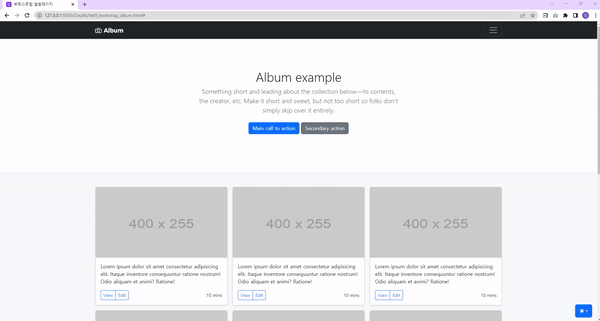 부트스트랩 앨범페이지
127.0.0.1:5500/Day06/test9_bootstrap_album.html#
Album
Album example
Something short and leading about the collection below—its contents,
the creator, etc. Make it short and sweet, but not too short so folks don't
simply skip over it entirely.
Main call to action Secondary action
400 x 255 400 x 255 400 x 255
Lorem ipsum dolor sit amet consectetur adipisicing Lorem ipsum dolor sit amet consectetur adipisicing Lorem ipsum dolor sit amet consectetur adipisicing
elit. Itaque inventore consequuntur ratione nostrum! elit. Itaque inventore consequuntur ratione nostrum! elit. Itaque inventore consequuntur ratione nostrum!
Odio aliquam et animi? Ratione! Odio aliquam et animi? Ratione! Odio aliquam et animi? Ratione!
View Edit 10 mins View Edit 10 mins View Edit 10 mins